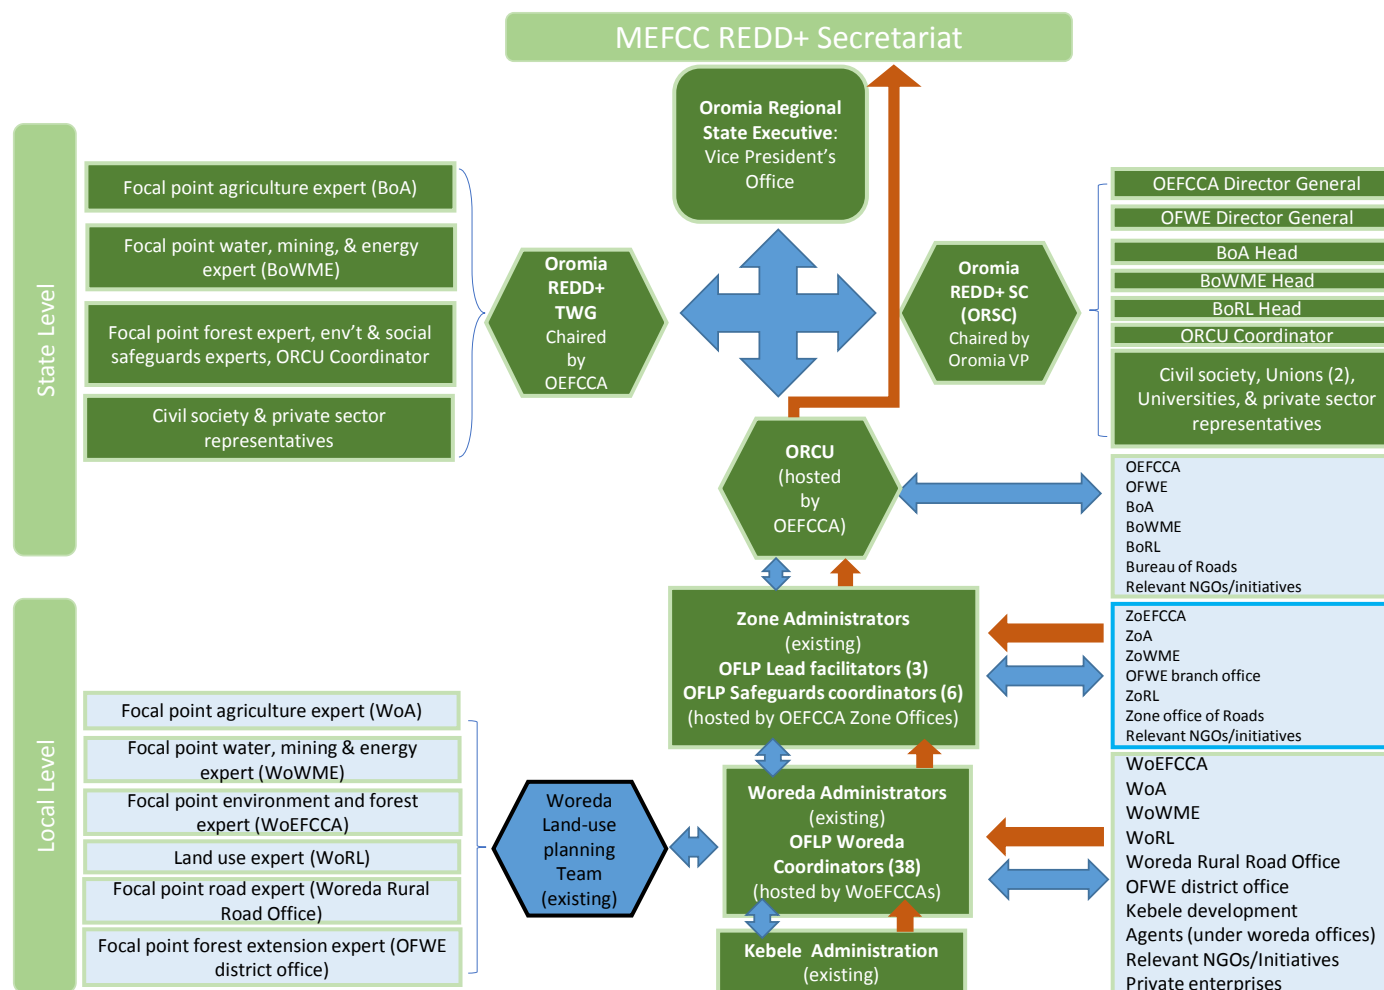 MEFCC REDD+ Secretariat
State Level
Oromia Regional
State Executive:
Vice President’s
Office
Focal point agriculture expert (BoA)
Focal point water, mining, & energy
expert (BoWME)
Focal point forest expert, env’t & social
safeguards experts, ORCU Coordinator
Civil society & private sector
representatives
Oromia
REDD+
TWG
Chaired
by
OEFCCA
Oromia
REDD+ SC
(ORSC)
Chaired by
Oromia VP
OEFCCA Director General
OFWE Director General
BoA Head
BoWME Head
BoRL Head
ORCU Coordinator
Civil society, Unions (2),
Universities, & private sector
representatives
ORCU
(hosted
by
OEFCCA)
OEFCCA
OFWE
BoA
BoWME
BoRL
Bureau of Roads
Relevant NGOs/initiatives
Local Level
Zone Administrators
(existing)
OFLP Lead facilitators (3)
OFLP Safeguards coordinators (6)
(hosted by OEFCCA Zone Offices)
ZoEFCCA
ZoA
ZoWME
OFWE branch office
ZoRL
Zone office of Roads
Relevant NGOs/initiatives
Focal point agriculture expert (WoA)
Focal point water, mining & energy
expert (WoWME)
Focal point environment and forest
expert (WoEFCCA)
Land use expert (WoRL)
Focal point road expert (Woreda Rural
Road Office)
Focal point forest extension expert (OFWE
district office)
Woreda
Land-use
planning
Team
(existing)
Woreda Administrators
(existing)
OFLP Woreda
Coordinators (38)
(hosted by WoEFCCAs)
WoEFCCA
WoA
WoWME
WoRL
Woreda Rural Road Office
OFWE district office
Kebele development
Agents (under woreda offices)
Relevant NGOs/Initiatives
Private enterprises
Kebele Administration
(existing)